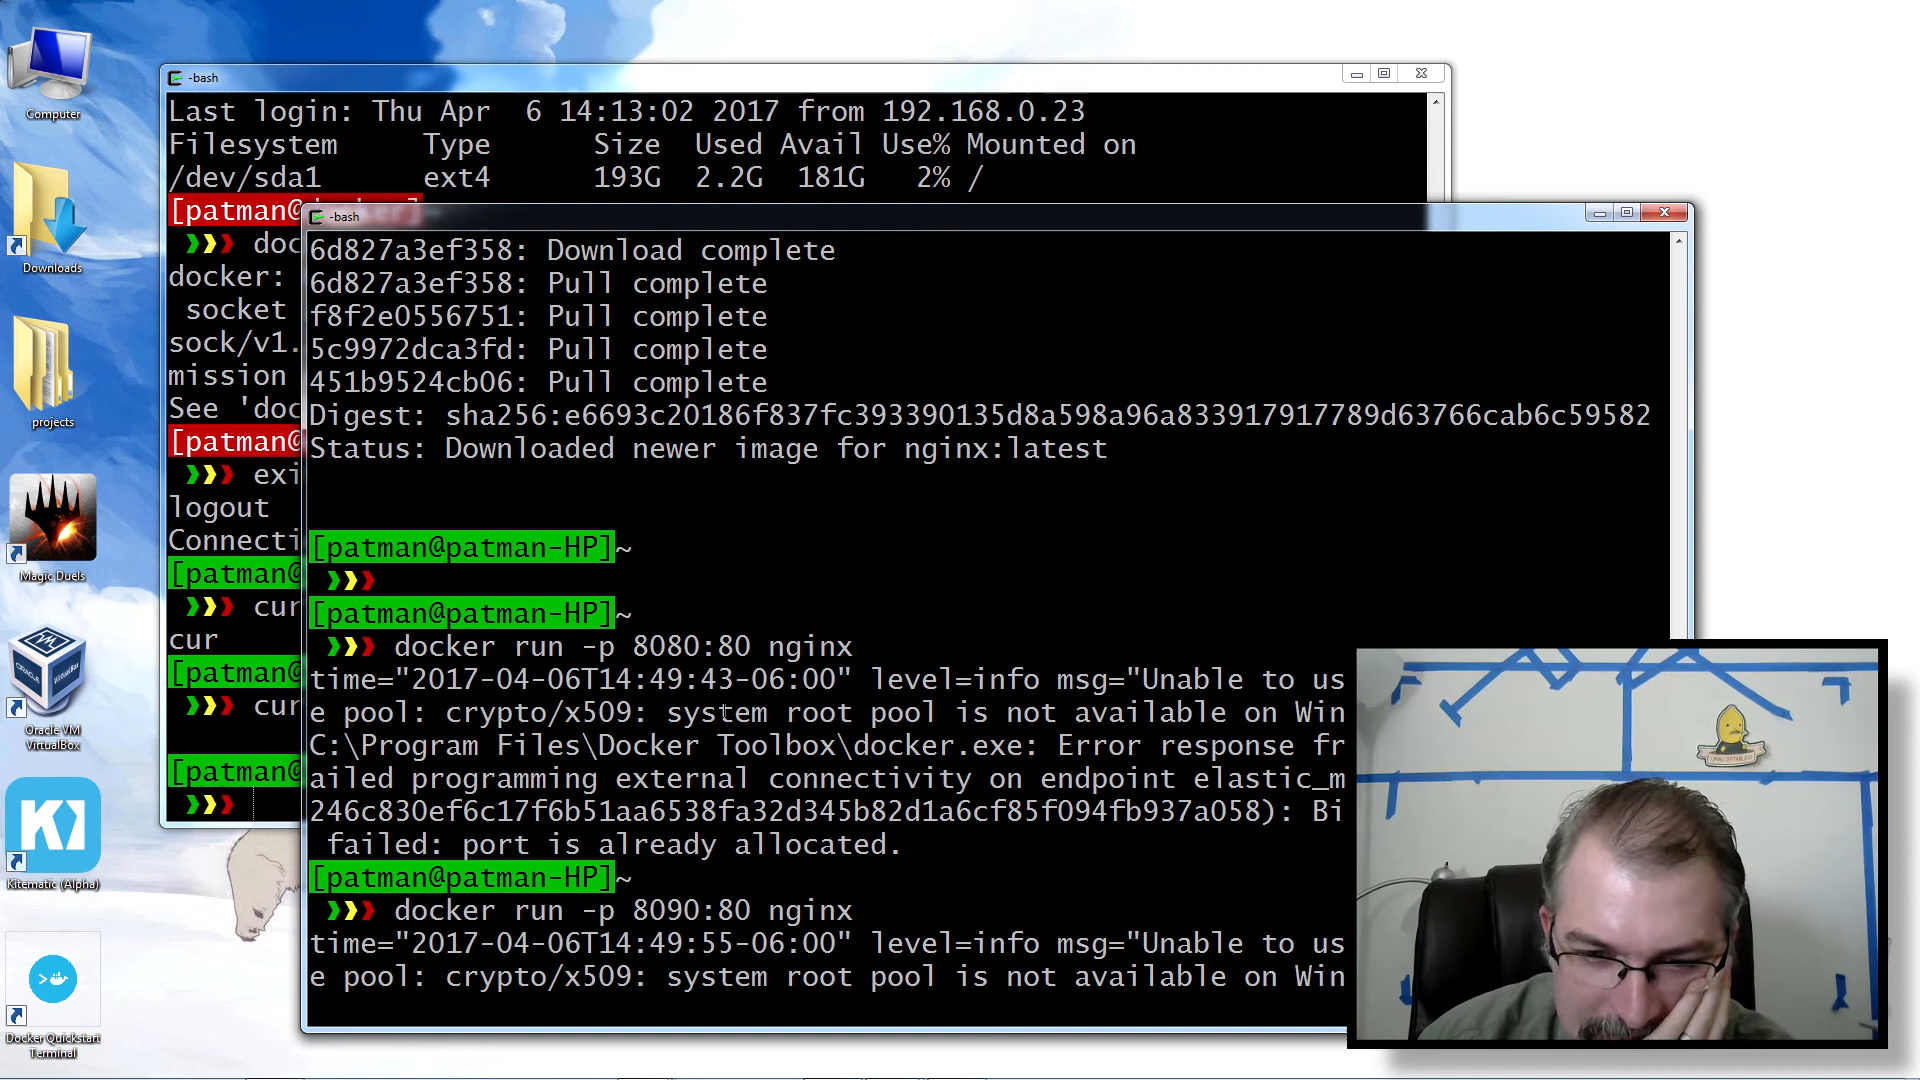 Computer
Downloads
projects
Magic Duels
Oracle VM
VirtualBox
Kitematic (Alpha)
Docker Quickstart
Terminal
-bash
Last login: Thu Apr  6 14:13:02 2017 from 192.168.0.23
Filesystem     Type      Size  Used Avail Use% Mounted on
/dev/sda1      ext4      193G  2.2G  181G   2% /
[patman@
❯❯❯ doc
docker:
socket
sock/v1.
mission
See 'doc
[patman@
❯❯❯ exi
logout
Connecti
[patman@
❯❯❯ cur
cur
[patman@
❯❯❯ cur
[patman@
❯❯❯
-bash
6d827a3ef358: Download complete
6d827a3ef358: Pull complete
f8f2e0556751: Pull complete
5c9972dca3fd: Pull complete
451b9524cb06: Pull complete
Digest: sha256:e6693c20186f837fc393390135d8a598a96a833917917789d63766cab6c59582
Status: Downloaded newer image for nginx:latest
[patman@patman-HP]~
❯❯❯
[patman@patman-HP]~
❯❯❯ docker run -p 8080:80 nginx
time="2017-04-06T14:49:43-06:00" level=info msg="Unable to us
e pool: crypto/x509: system root pool is not available on Win
C:\Program Files\Docker Toolbox\docker.exe: Error response fr
ailed programming external connectivity on endpoint elastic_m
246c830ef6c17f6b51aa6538fa32d345b82d1a6cf85f094fb937a058): Bi
failed: port is already allocated.
[patman@patman-HP]~
❯❯❯ docker run -p 8090:80 nginx
time="2017-04-06T14:49:55-06:00" level=info msg="Unable to us
e pool: crypto/x509: system root pool is not available on Win
UNACCEPTABLE!